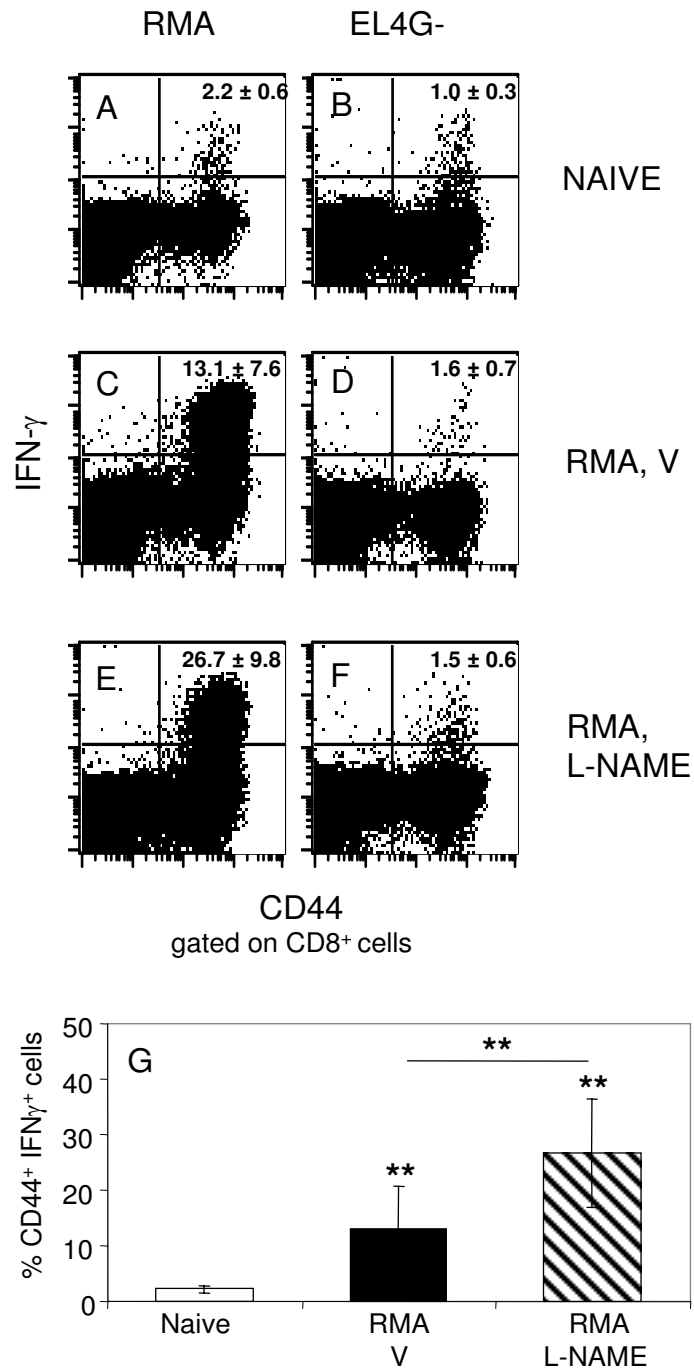 RMA EL4G-
A 2.2 ± 0.6
B 1.0 ± 0.3
NAIVE
C 13.1 ± 7.6
D 1.6 ± 0.7
RMA, V
IFN-γ
E 26.7 ± 9.8
F 1.5 ± 0.6
RMA,
L-NAME
CD44
gated on CD8⁺ cells
G
% CD44⁺ IFNγ⁺ cells
50
40
30
20
10
0
**
**
**
Naive RMA RMA
V L-NAME